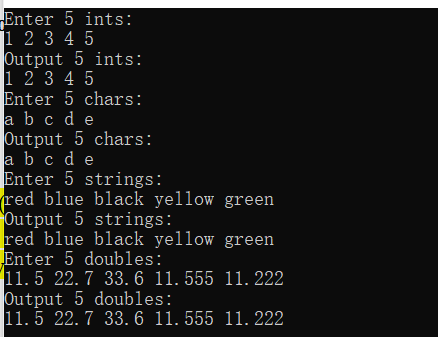 Enter 5 ints:
1 2 3 4 5
Output 5 ints:
1 2 3 4 5
Enter 5 chars:
a b c d e
Output 5 chars:
a b c d e
Enter 5 strings:
red blue black yellow green
Output 5 strings:
red blue black yellow green
Enter 5 doubles:
11.5 22.7 33.6 11.555 11.222
Output 5 doubles:
11.5 22.7 33.6 11.555 11.222